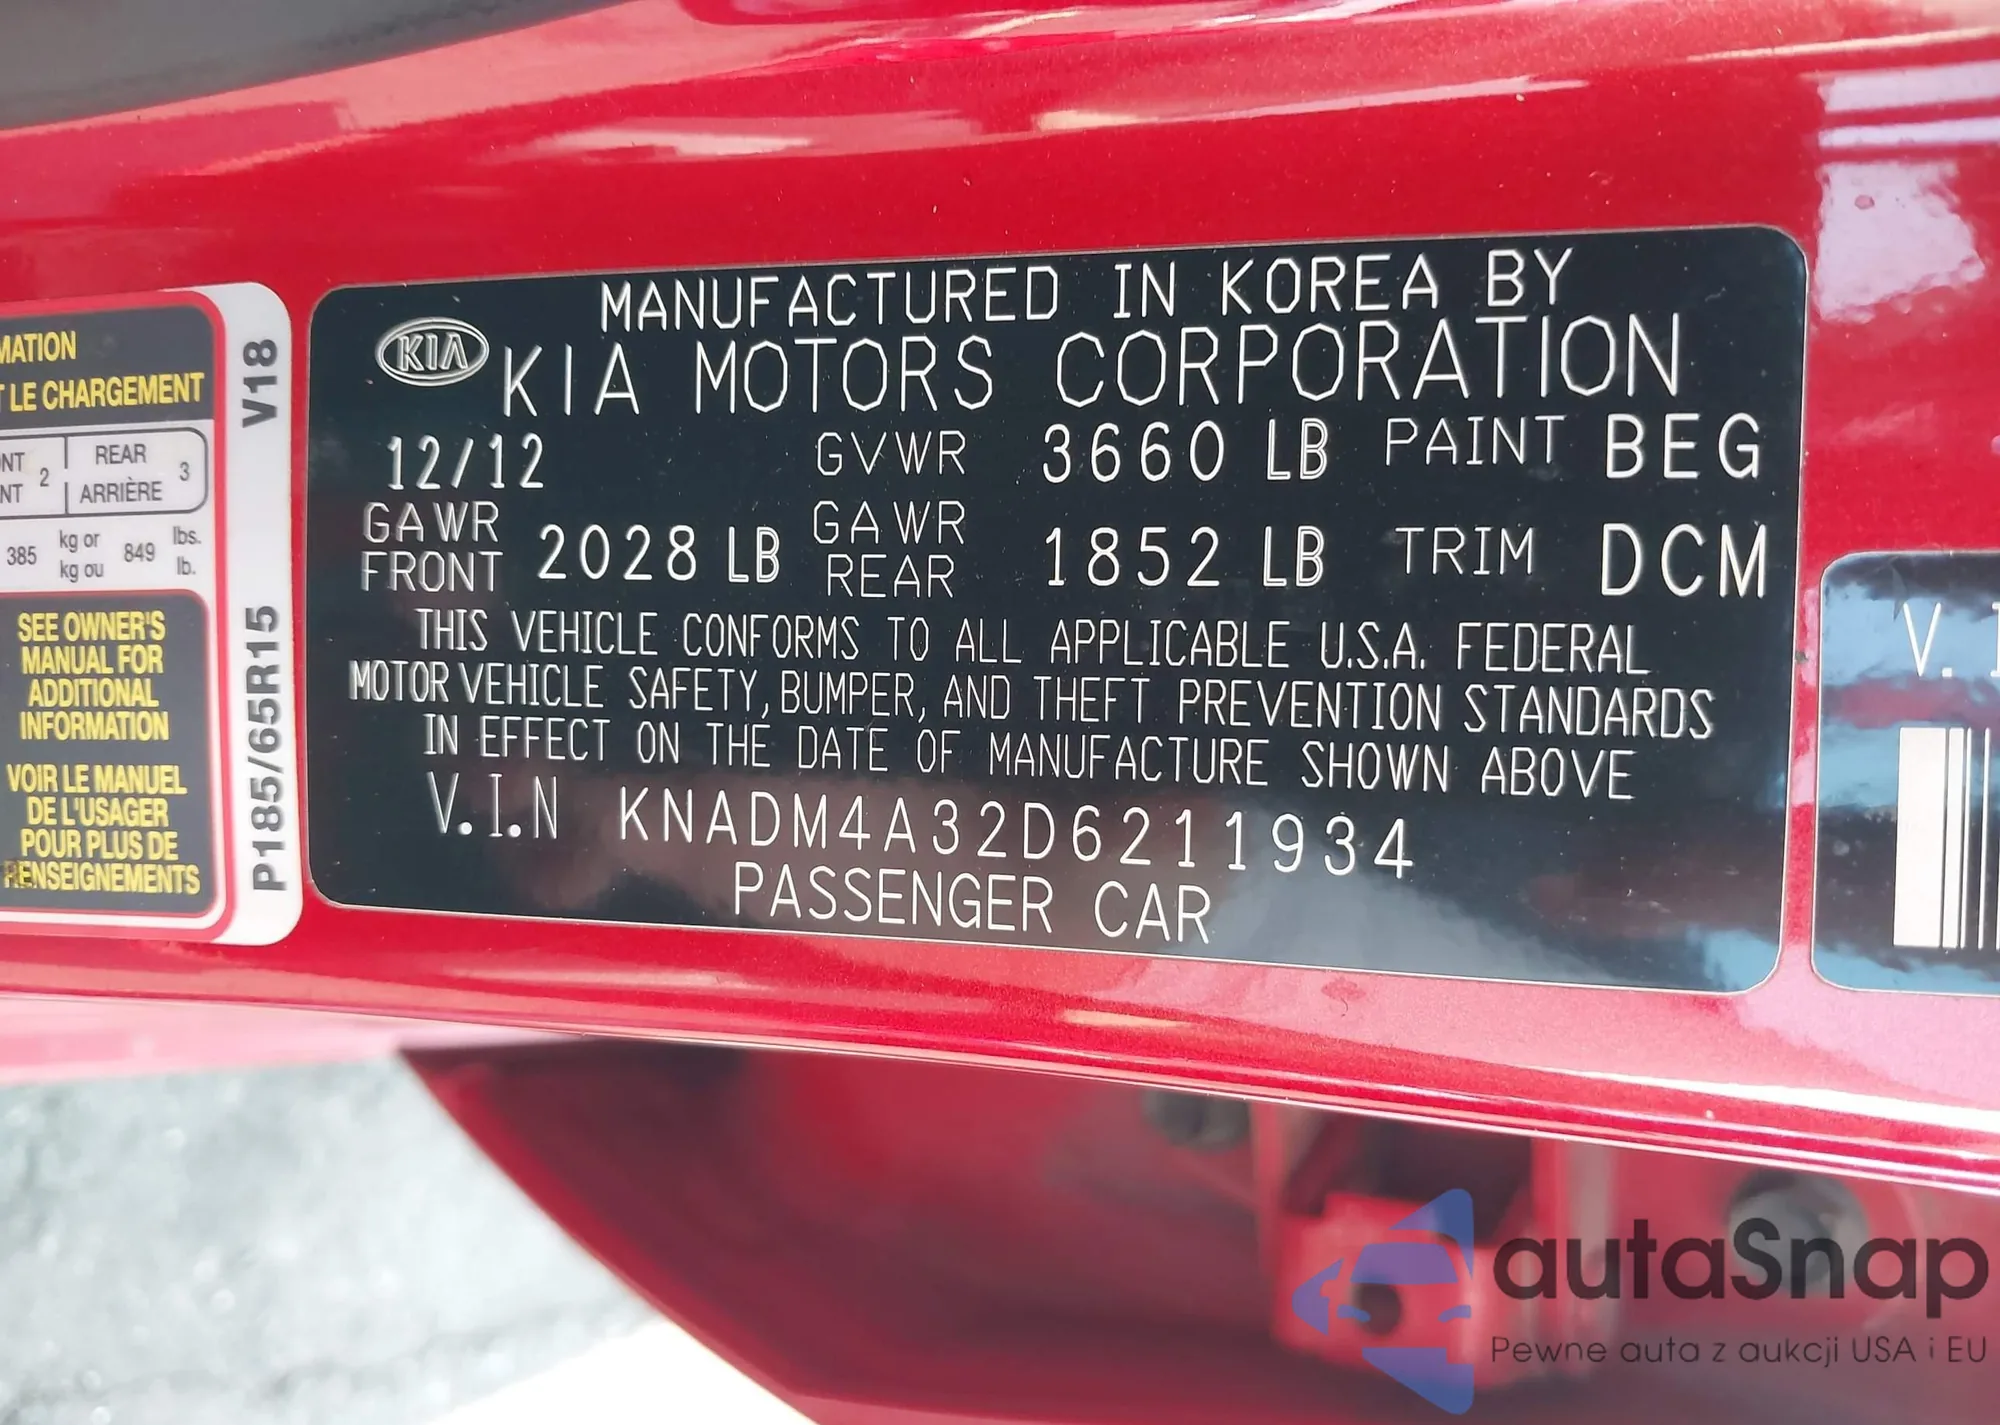 MATION
T LE CHARGEMENT
NT 2 REAR 3
NT ARRIÈRE
385 kg or 849 lbs.
kg ou lb.
SEE OWNER'S
MANUAL FOR
ADDITIONAL
INFORMATION
VOIR LE MANUEL
DE L'USAGER
POUR PLUS DE
RENSEIGNEMENTS
P185/65R15 V18
MANUFACTURED IN KOREA BY
KIA KIA MOTORS CORPORATION
12/12 GVWR 3660 LB PAINT BEG
GAWR FRONT 2028 LB GAWR REAR 1852 LB TRIM DCM
THIS VEHICLE CONFORMS TO ALL APPLICABLE U.S.A. FEDERAL
MOTOR VEHICLE SAFETY, BUMPER, AND THEFT PREVENTION STANDARDS
IN EFFECT ON THE DATE OF MANUFACTURE SHOWN ABOVE
V.I.N KNADM4A32D6211934
PASSENGER CAR
V.I
autaSnap
Pewne auta z aukcji USA i EU